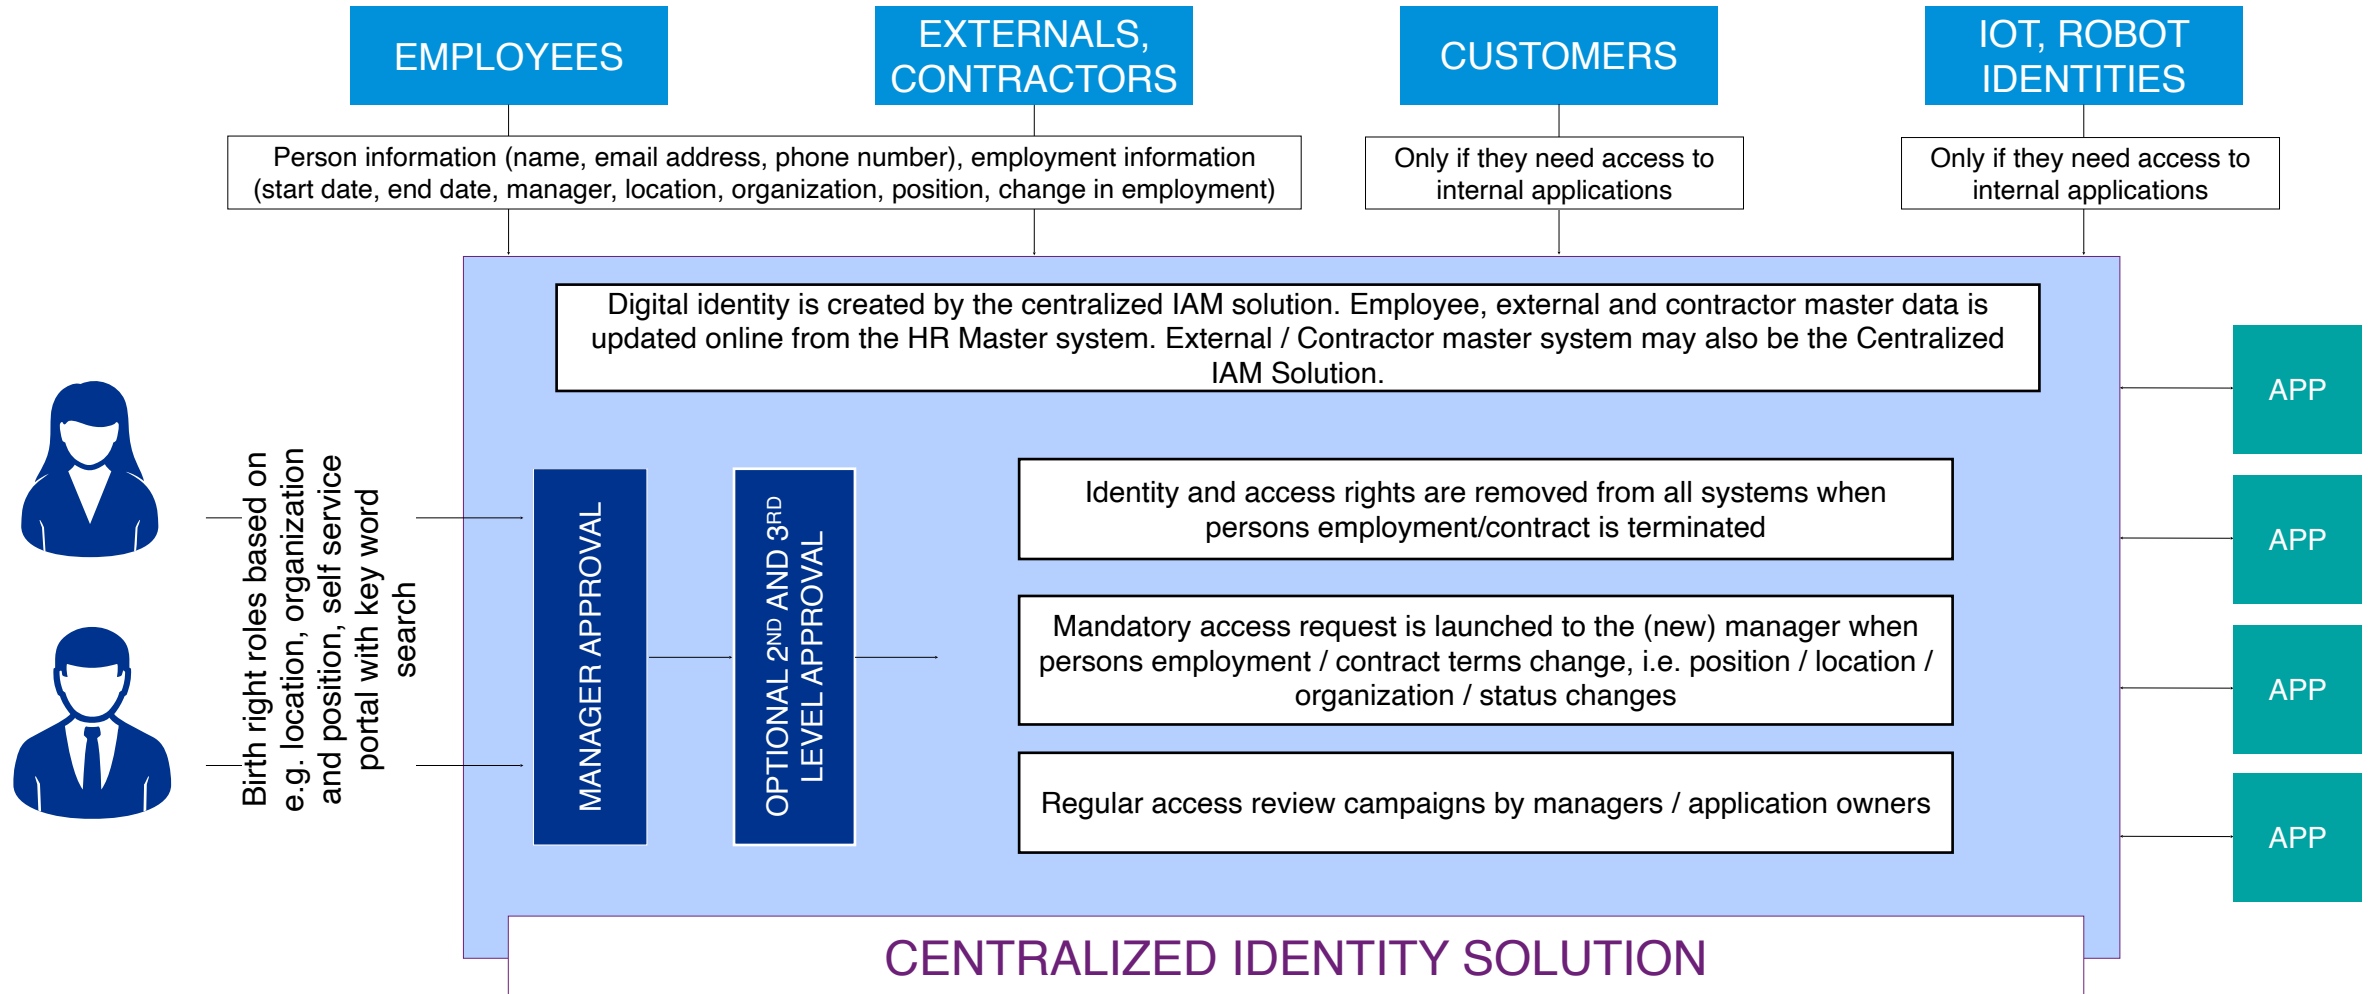 EMPLOYEES
EXTERNALS,
CONTRACTORS
CUSTOMERS
IOT, ROBOT
IDENTITIES
Person information (name, email address, phone number), employment information
(start date, end date, manager, location, organization, position, change in employment)
Only if they need access to
internal applications
Only if they need access to
internal applications
Digital identity is created by the centralized IAM solution. Employee, external and contractor master data is
updated online from the HR Master system. External / Contractor master system may also be the Centralized
IAM Solution.
Birth right roles based on
e.g. location, organization
and position, self service
portal with key word
search
MANAGER APPROVAL
OPTIONAL 2ND AND 3RD
LEVEL APPROVAL
Identity and access rights are removed from all systems when
persons employment/contract is terminated
Mandatory access request is launched to the (new) manager when
persons employment / contract terms change, i.e. position / location /
organization / status changes
Regular access review campaigns by managers / application owners
APP
APP
APP
APP
CENTRALIZED IDENTITY SOLUTION